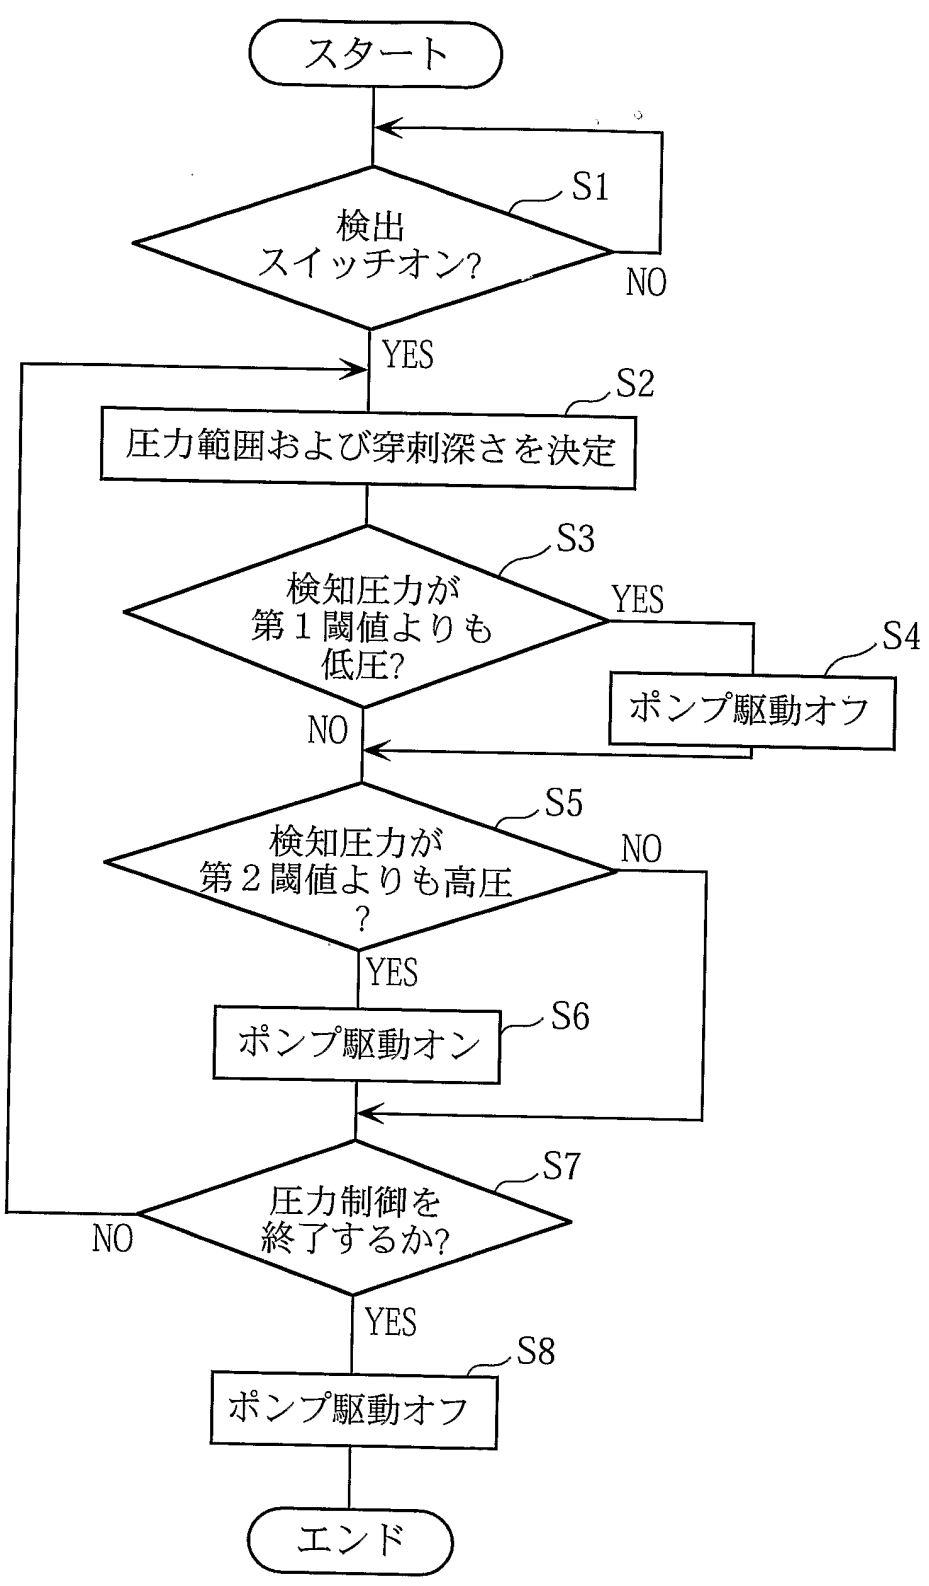 スタート
S1
検出
スイッチオン?
NO
YES
S2
圧力範囲および穿刺深さを決定
S3
検知圧力が
第1閾値よりも
低圧?
YES
S4
ポンプ駆動オフ
NO
S5
検知圧力が
第2閾値よりも高圧
?
NO
YES
S6
ポンプ駆動オン
S7
圧力制御を
終了するか?
NO
YES
S8
ポンプ駆動オフ
エンド